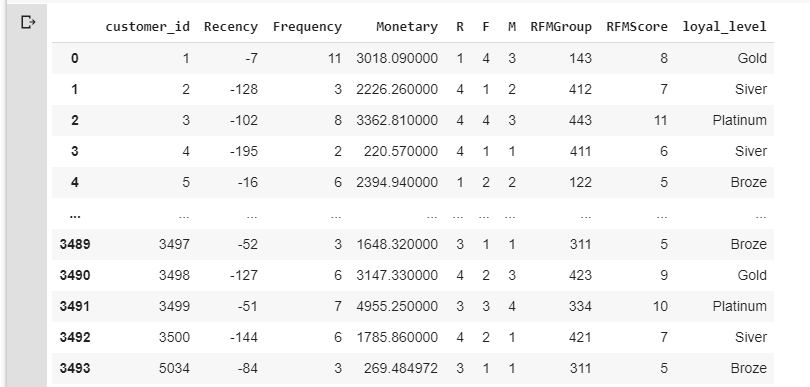 customer_id Recency Frequency Monetary R F M RFMGroup RFMScore loyal_level
0 1 -7 11 3018.090000 1 4 3 143 8 Gold
1 2 -128 3 2226.260000 4 1 2 412 7 Siver
2 3 -102 8 3362.810000 4 4 3 443 11 Platinum
3 4 -195 2 220.570000 4 1 1 411 6 Siver
4 5 -16 6 2394.940000 1 2 2 122 5 Broze
... ... ... ... ... ... ... ... ... ... ...
3489 3497 -52 3 1648.320000 3 1 1 311 5 Broze
3490 3498 -127 6 3147.330000 4 2 3 423 9 Gold
3491 3499 -51 7 4955.250000 3 3 4 334 10 Platinum
3492 3500 -144 6 1785.860000 4 2 1 421 7 Siver
3493 5034 -84 3 269.484972 3 1 1 311 5 Broze